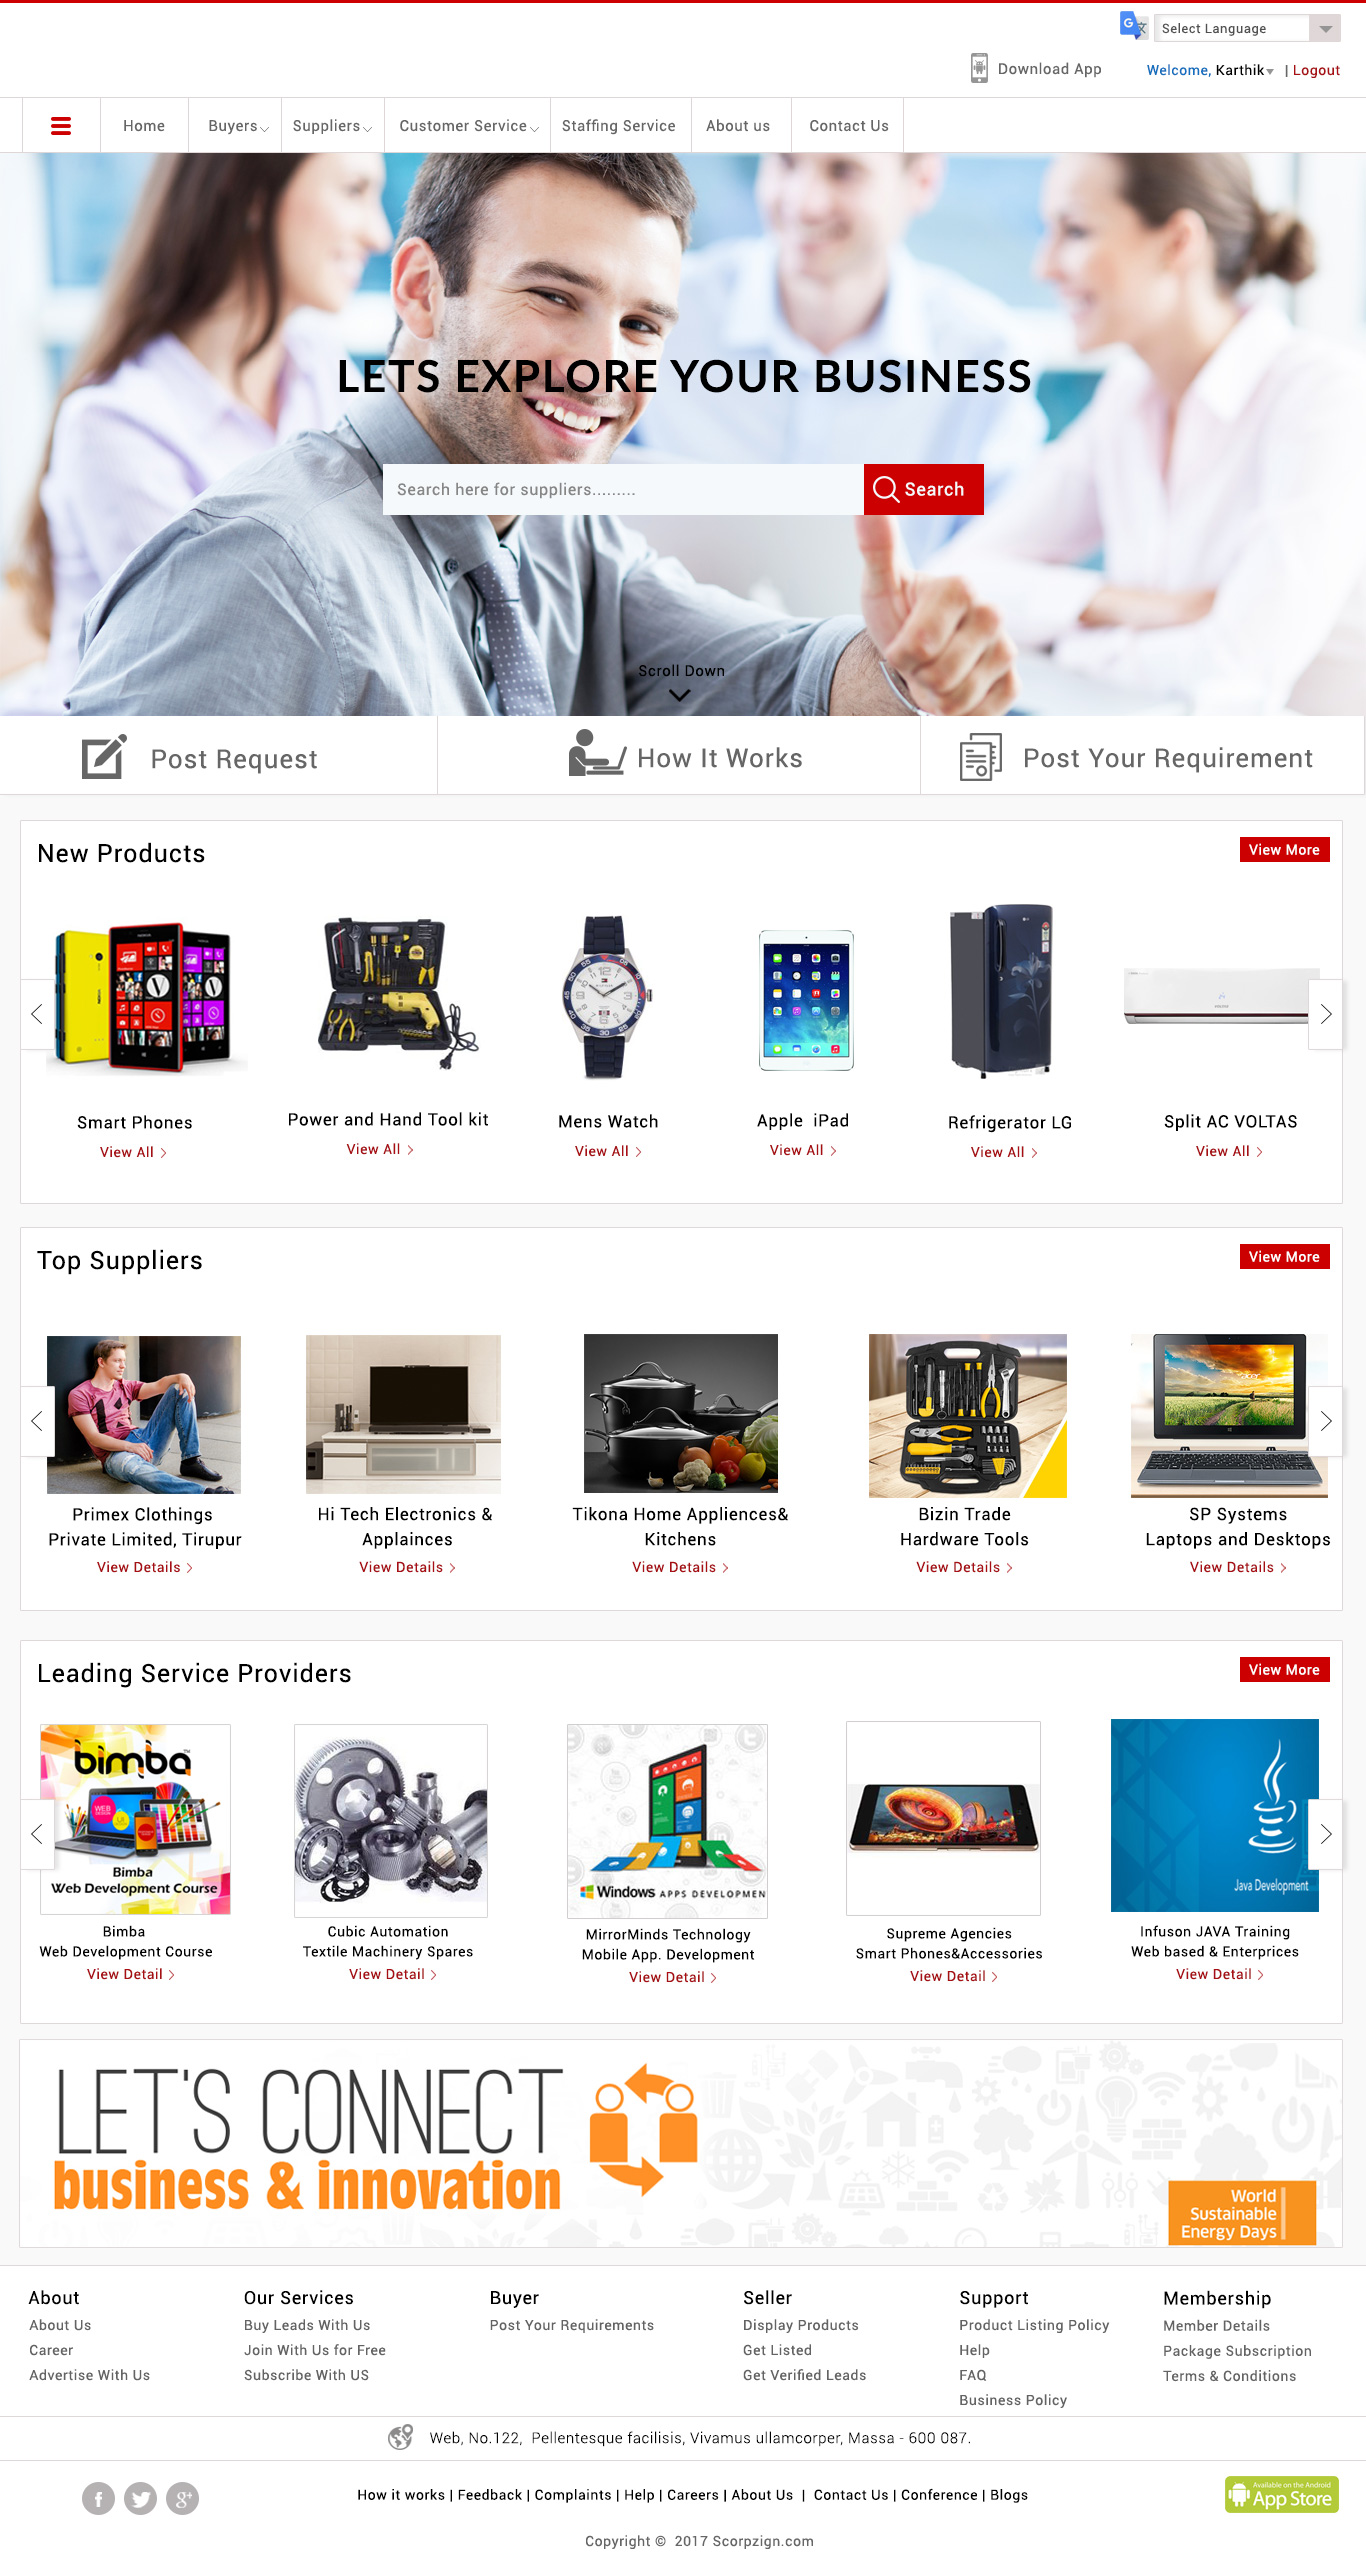 Select Language
Download App
Welcome, Karthik | Logout
Home
Buyers
Suppliers
Customer Service
Staffing Service
About us
Contact Us
LETS EXPLORE YOUR BUSINESS
Search here for suppliers.........
Search
Scroll Down
Post Request
How It Works
Post Your Requirement
New Products
View More
Smart Phones
Power and Hand Tool kit
Mens Watch
Apple iPad
Refrigerator LG
Split AC VOLTAS
View All
View All
View All
View All
View All
View All
Top Suppliers
View More
Primex Clothings
Private Limited, Tirupur
View Details
Hi Tech Electronics &
Applainces
View Details
Tikona Home Appliences&
Kitchens
View Details
Bizin Trade
Hardware Tools
View Details
SP Systems
Laptops and Desktops
View Details
Leading Service Providers
View More
bimba
Bimba
Web Development Course
Windows APPS DEVELOPMEN
Java Development
Bimba
Web Development Course
View Detail
Cubic Automation
Textile Machinery Spares
View Detail
MirrorMinds Technology
Mobile App. Development
View Detail
Supreme Agencies
Smart Phones&Accessories
View Detail
Infuson JAVA Training
Web based & Enterprices
View Detail
LET'S CONNECT
business & innovation
World
Sustainable
Energy Days
About
About Us
Career
Advertise With Us
Our Services
Buy Leads With Us
Join With Us for Free
Subscribe With US
Buyer
Post Your Requirements
Seller
Display Products
Get Listed
Get Verified Leads
Support
Product Listing Policy
Help
FAQ
Business Policy
Membership
Member Details
Package Subscription
Terms & Conditions
Web, No.122, Pellentesque facilisis, Vivamus ullamcorper, Massa - 600 087.
How it works | Feedback | Complaints | Help | Careers | About Us | Contact Us | Conference | Blogs
Available on the Android
App Store
Copyright © 2017 Scorpzign.com